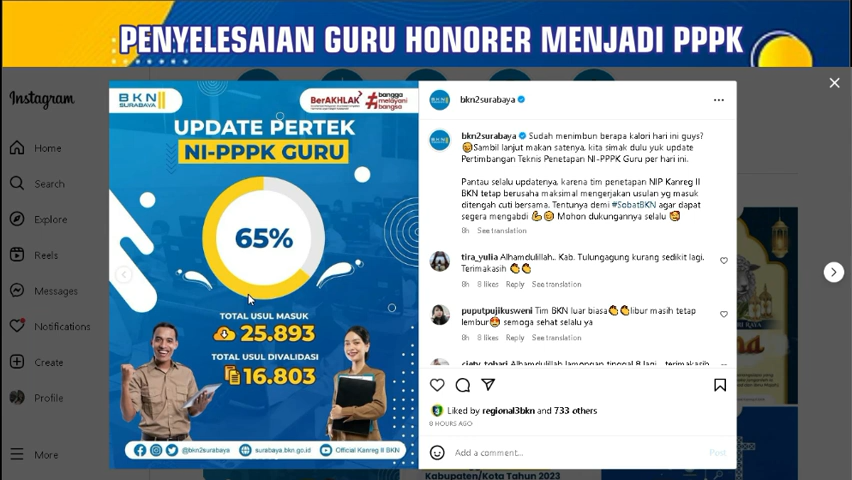 PENYELESAIAN GURU HONORER MENJADI PPPK
Instagram
Home
Search
Explore
Reels
Messages
Notifications
Create
Profile
More
BKN
SURABAYA
BerAKHLAK
#bangga
melayani
bangsa
UPDATE PERTEK
NI-PPPK GURU
65%
TOTAL USUL MASUK
25.893
TOTAL USUL DIVALIDASI
16.803
@bkn2surabaya
surabaya.bkn.go.id
Official Kanreg II BKN
bkn2surabaya
bkn2surabaya Sudah menimbun berapa kalori hari ini guys?
😄Sambil lanjut makan satenya, kita simak dulu yuk update
Pertimbangan Teknis Penetapan NI-PPPK Guru per hari ini.
Pantau selalu updatenya, karena tim penetapan NIP Kanreg II
BKN tetap berusaha maksimal mengerjakan usulan yg masuk
ditengah cuti bersama. Tentunya demi #SobatBKN agar dapat
segera mengabdi 💪😊 Mohon dukungannya selalu 🥰
8h See translation
tira_yulia Alhamdulillah.. Kab. Tulungagung kurang sedikit lagi.
Terimakasih 👏👏
8h 8 likes Reply See translation
puputpujikusweni Tim BKN luar biasa👏👏libur masih tetap
lembur🤩 semoga sehat selalu ya
8h 8 likes Reply See translation
Alhamdulillah lamongan tinggal 8 lagi.. terimakarih
Liked by regional3bkn and 733 others
8 HOURS AGO
Add a comment...
Post
Kabupaten/Kota Tahun 2023